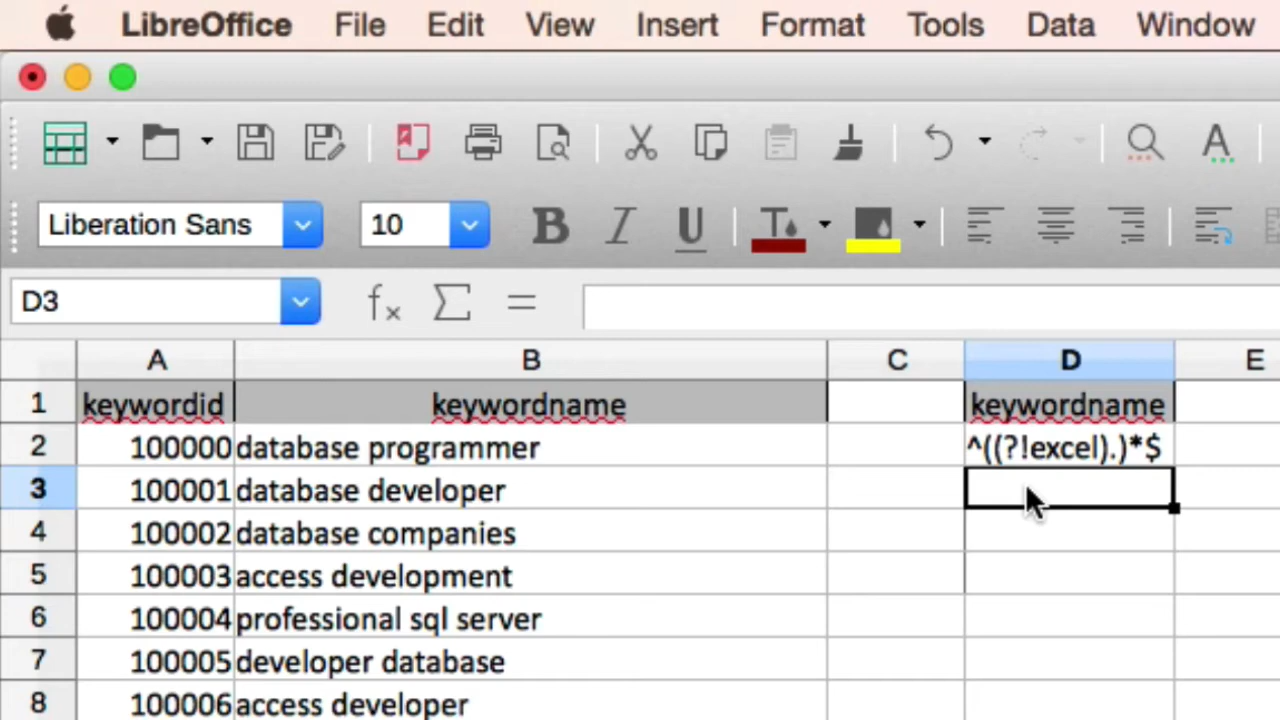 LibreOffice File Edit View Insert Format Tools Data Window
A
Liberation Sans 10 B I U T
D3 fx Σ =
A B C D E
1 keywordid keywordname keywordname
2 100000 database programmer ^((?!excel).)*$
3 100001 database developer
4 100002 database companies
5 100003 access development
6 100004 professional sql server
7 100005 developer database
8 100006 access developer